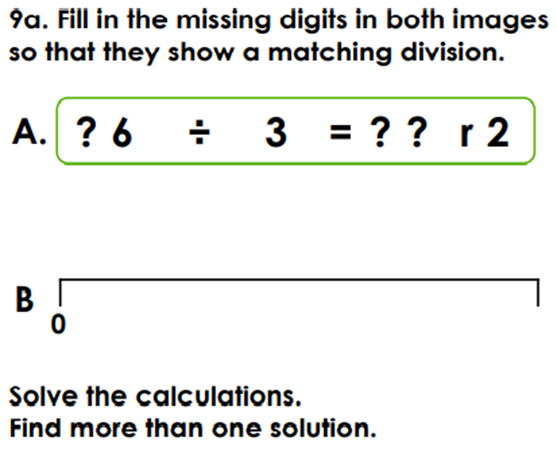 9a. Fill in the missing digits in both images
so that they show a matching division.
A. ? 6 ÷ 3 = ? ? r 2
B
0
Solve the calculations.
Find more than one solution.